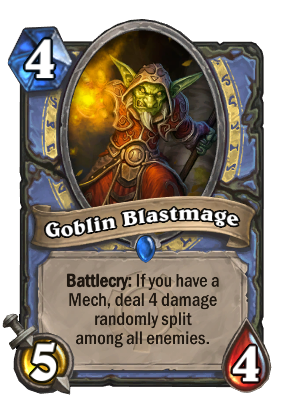 4
Goblin Blastmage
Battlecry: If you have a
Mech, deal 4 damage
randomly split
among all enemies.
5
4